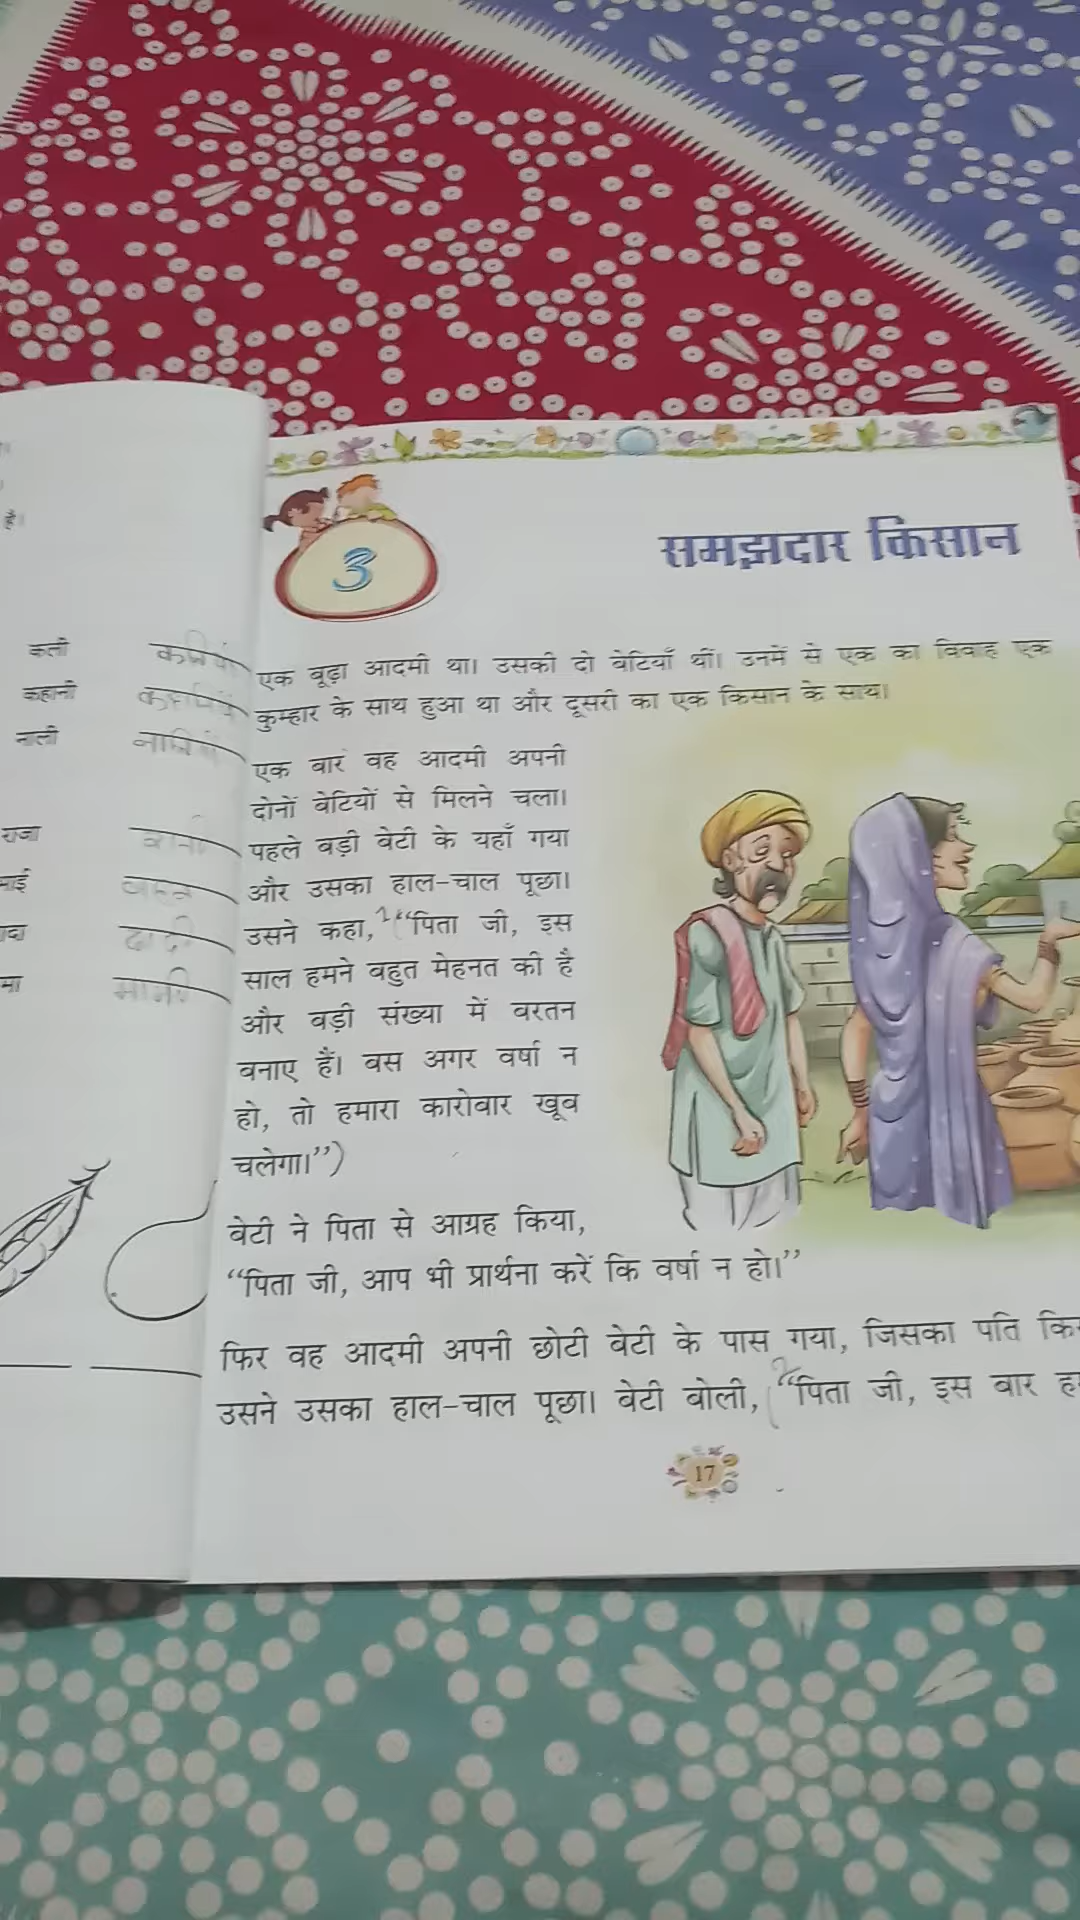 है।
कली
कहानी
नाली
राजा
दादी
3
समझदार किसान
एक बूढ़ा आदमी था। उसकी दो बेटियाँ थीं। उनमें से एक का विवाह एक
कुम्हार के साथ हुआ था और दूसरी का एक किसान के साथ।
एक बार वह आदमी अपनी
दोनों बेटियों से मिलने चला।
पहले बड़ी बेटी के यहाँ गया
और उसका हाल-चाल पूछा।
उसने कहा, 1(“पिता जी, इस
साल हमने बहुत मेहनत की है
और बड़ी संख्या में बरतन
बनाए हैं। बस अगर वर्षा न
हो, तो हमारा कारोबार खूब
चलेगा।”)
बेटी ने पिता से आग्रह किया,
“पिता जी, आप भी प्रार्थना करें कि वर्षा न हो।”
फिर वह आदमी अपनी छोटी बेटी के पास गया, जिसका पति
उसने उसका हाल-चाल पूछा। बेटी बोली, 2(“पिता जी, इस बार
17